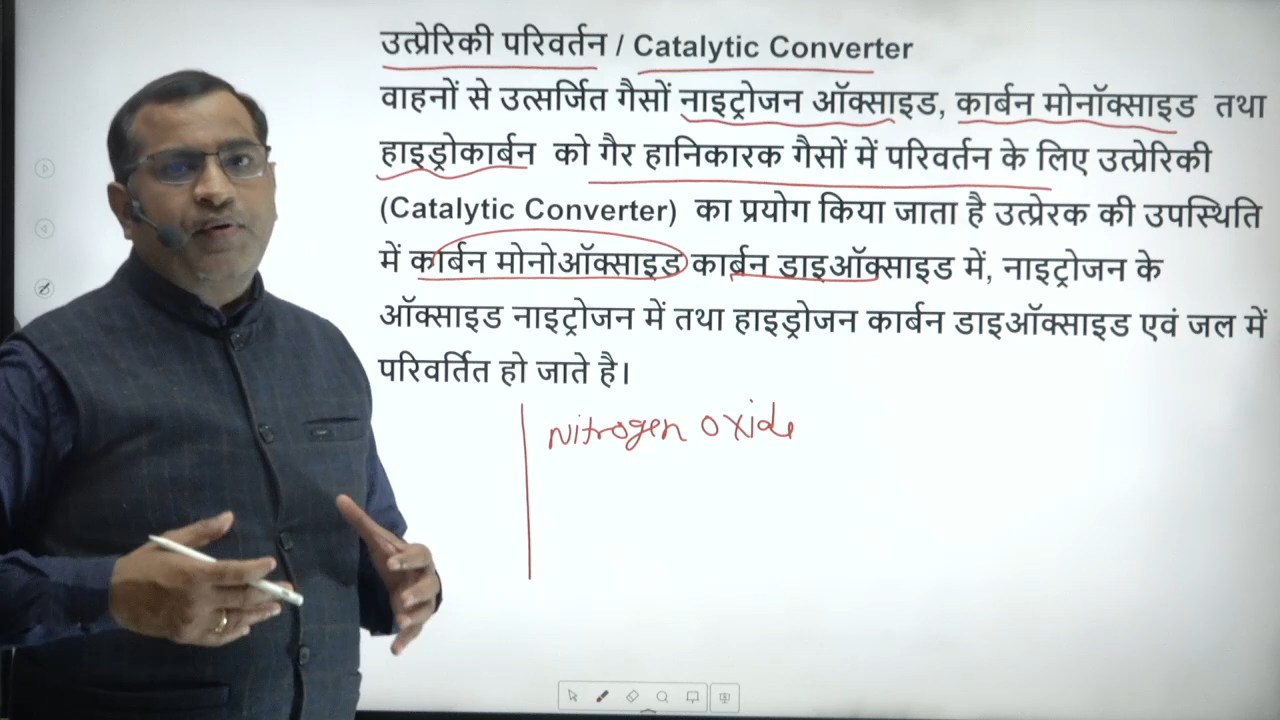 उत्प्रेरिकी परिवर्तन / Catalytic Converter
वाहनों से उत्सर्जित गैसों नाइट्रोजन ऑक्साइड, कार्बन मोनॉक्साइड तथा
हाइड्रोकार्बन को गैर हानिकारक गैसों में परिवर्तन के लिए उत्प्रेरिकी
(Catalytic Converter) का प्रयोग किया जाता है उत्प्रेरक की उपस्थिति
में कार्बन मोनोऑक्साइड कार्बन डाइऑक्साइड में, नाइट्रोजन के
ऑक्साइड नाइट्रोजन में तथा हाइड्रोजन कार्बन डाइऑक्साइड एवं जल में
परिवर्तित हो जाते है।
Nitrogen oxide